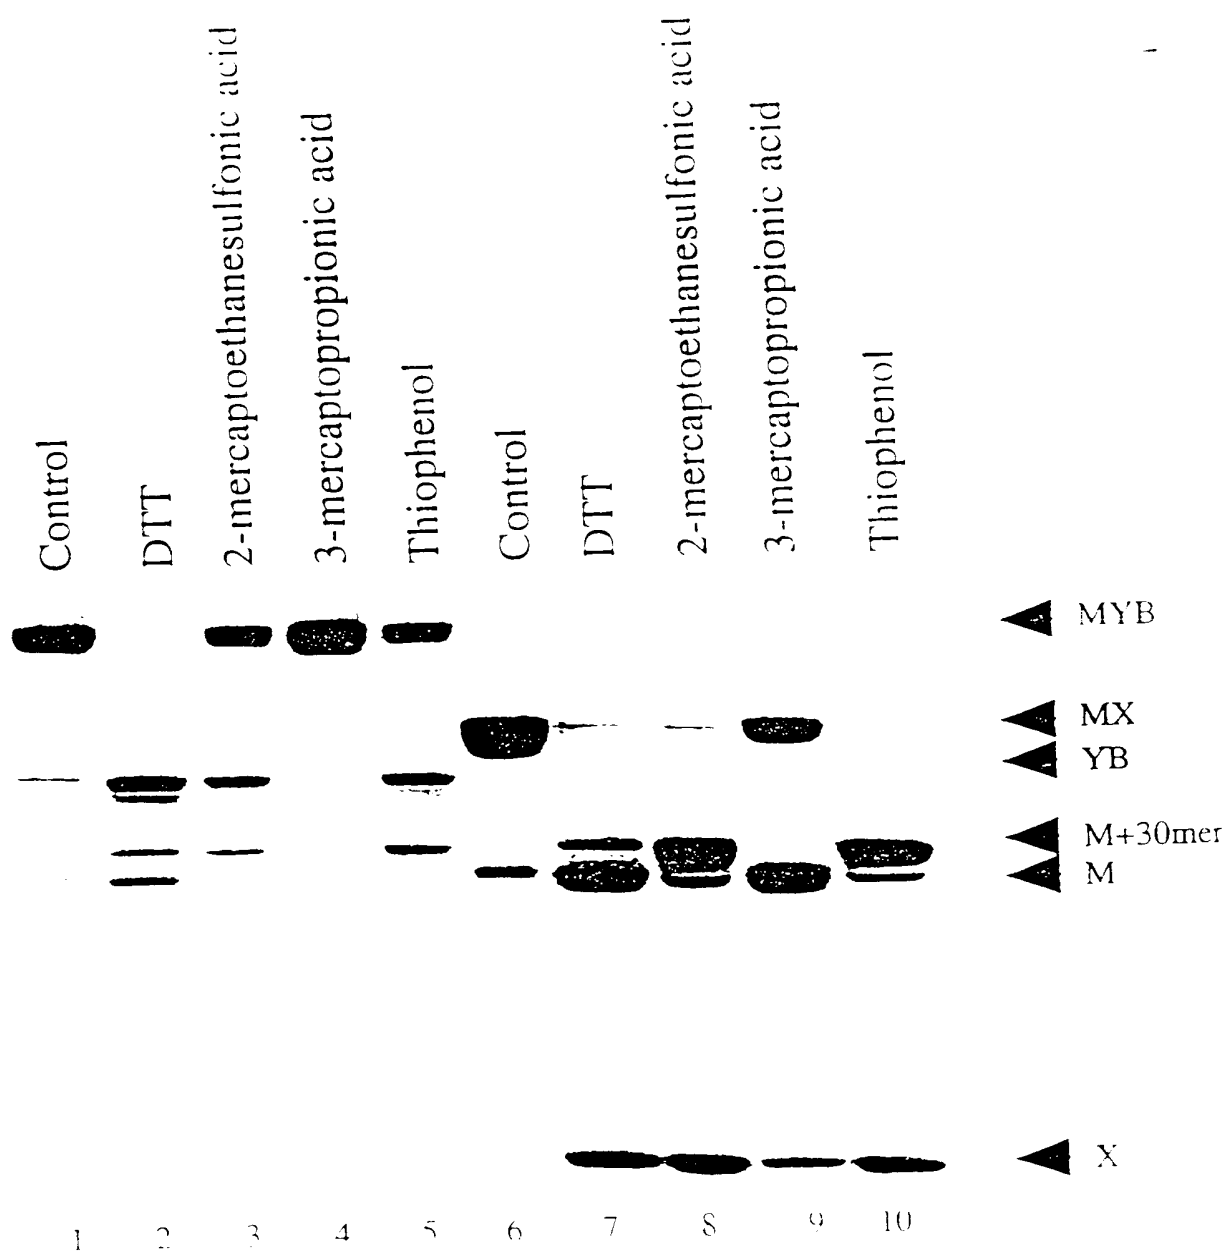 Control
DTT
2-mercaptoethanesulfonic acid
3-mercaptopropionic acid
Thiophenol
Control
DTT
2-mercaptoethanesulfonic acid
3-mercaptopropionic acid
Thiophenol
MYB
MX
YB
M+30mer
M
X
1 2 3 4 5 6 7 8 9 10